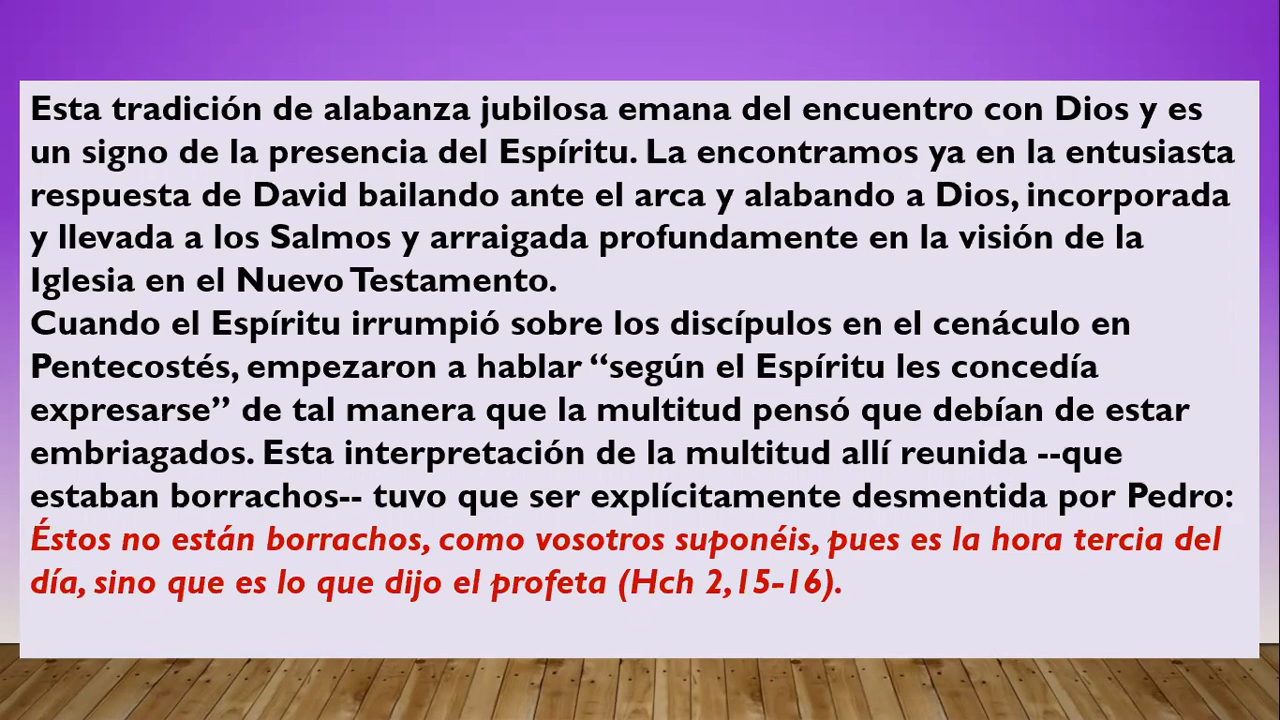 Esta tradición de alabanza jubilosa emana del encuentro con Dios y es
un signo de la presencia del Espíritu. La encontramos ya en la entusiasta
respuesta de David bailando ante el arca y alabando a Dios, incorporada
y llevada a los Salmos y arraigada profundamente en la visión de la
Iglesia en el Nuevo Testamento.
Cuando el Espíritu irrumpió sobre los discípulos en el cenáculo en
Pentecostés, empezaron a hablar “según el Espíritu les concedía
expresarse” de tal manera que la multitud pensó que debían de estar
embriagados. Esta interpretación de la multitud allí reunida --que
estaban borrachos-- tuvo que ser explícitamente desmentida por Pedro:
Éstos no están borrachos, como vosotros suponéis, pues es la hora tercia del
día, sino que es lo que dijo el profeta (Hch 2,15-16).